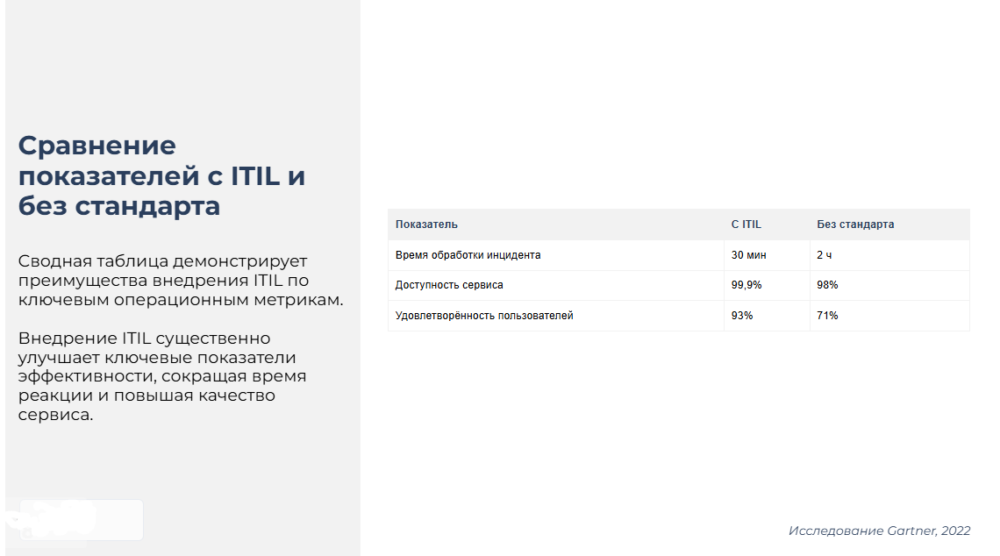 Сравнение
показателей с ITIL и
без стандарта
Сводная таблица демонстрирует
преимущества внедрения ITIL по
ключевым операционным метрикам.
Внедрение ITIL существенно
улучшает ключевые показатели
эффективности, сокращая время
реакции и повышая качество
сервиса.
Показатель С ITIL Без стандарта
Время обработки инцидента 30 мин 2 ч
Доступность сервиса 99,9% 98%
Удовлетворённость пользователей 93% 71%
Исследование Gartner, 2022